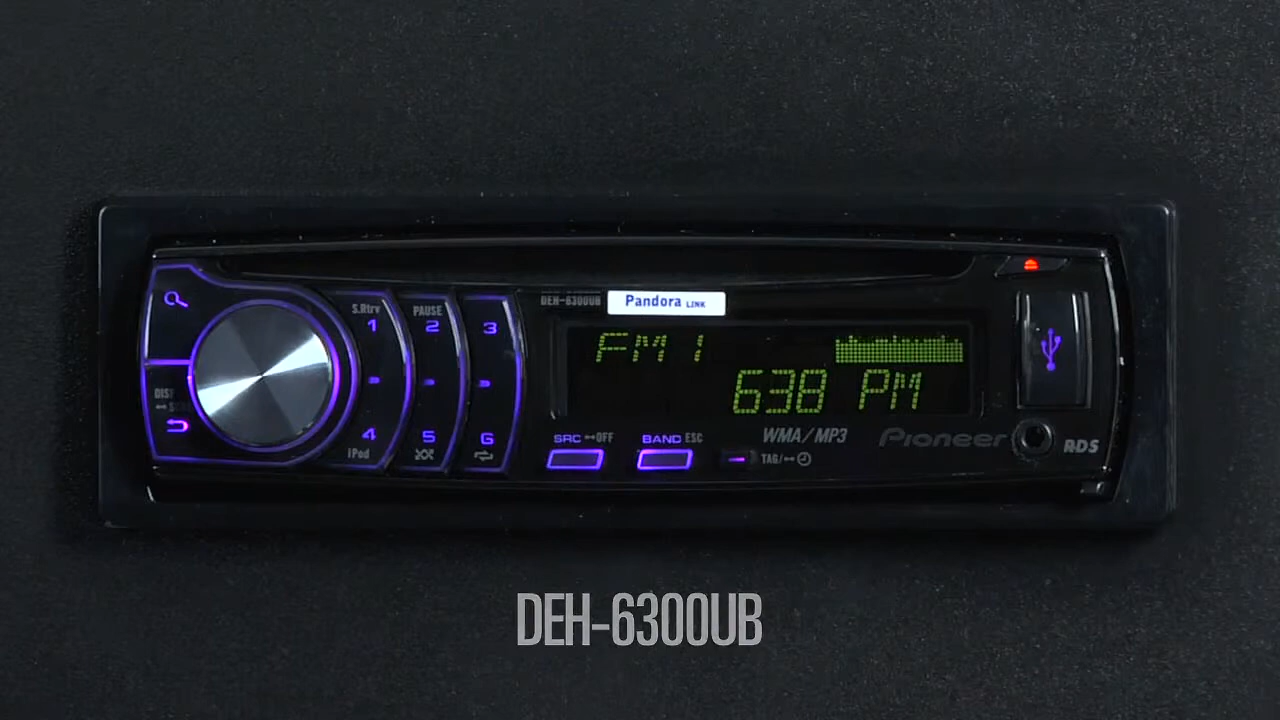 DEH-6300UB
Pandora LINK
S.Rtrv
PAUSE
1
2
3
FM 1
638 PM
DISP
4
5
6
iPod
SRC OFF
BAND ESC
TAG/
WMA/MP3
Pioneer
RDS
DEH-6300UB